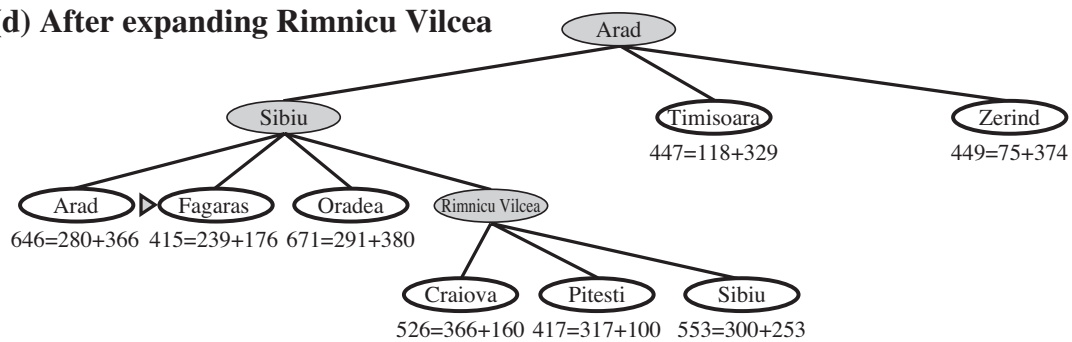 (d) After expanding Rimnicu Vilcea
Arad
Sibiu
Timisoara
Zerind
447=118+329
449=75+374
Arad
Fagaras
Oradea
Rimnicu Vilcea
646=280+366
415=239+176
671=291+380
Craiova
Pitesti
Sibiu
526=366+160
417=317+100
553=300+253